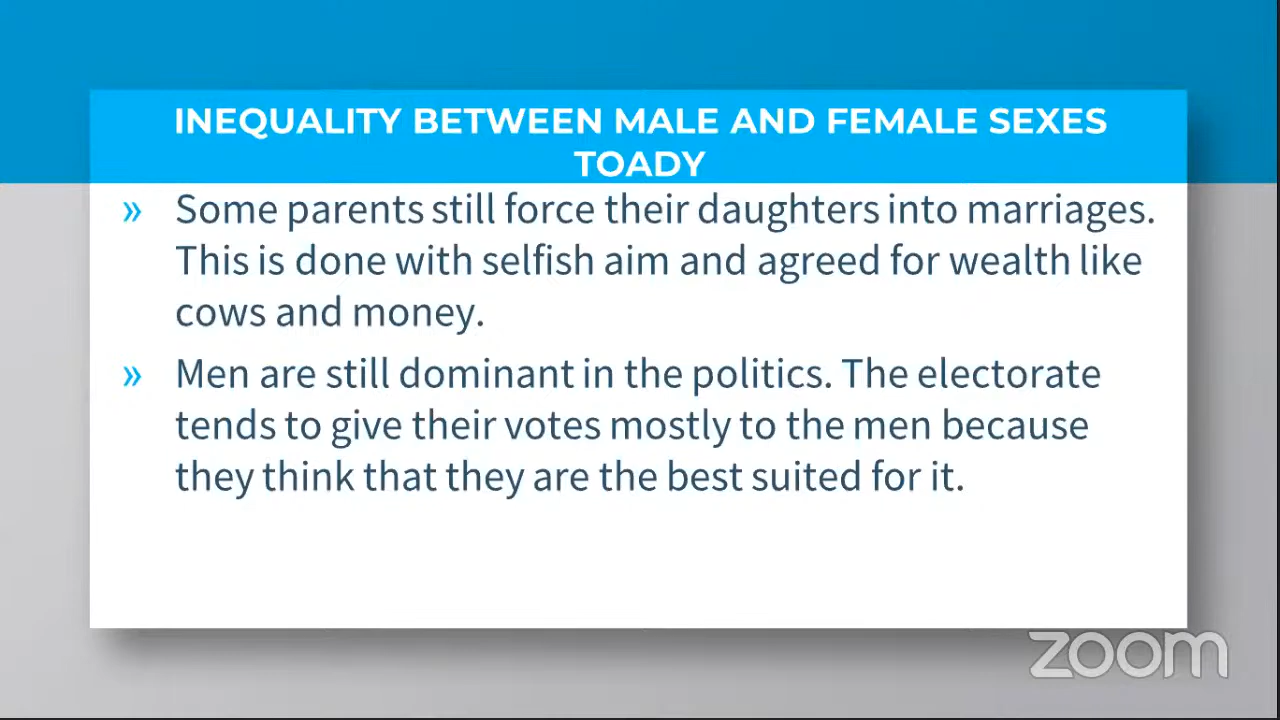 INEQUALITY BETWEEN MALE AND FEMALE SEXES
TOADY
» Some parents still force their daughters into marriages.
This is done with selfish aim and agreed for wealth like
cows and money.
» Men are still dominant in the politics. The electorate
tends to give their votes mostly to the men because
they think that they are the best suited for it.
zoom